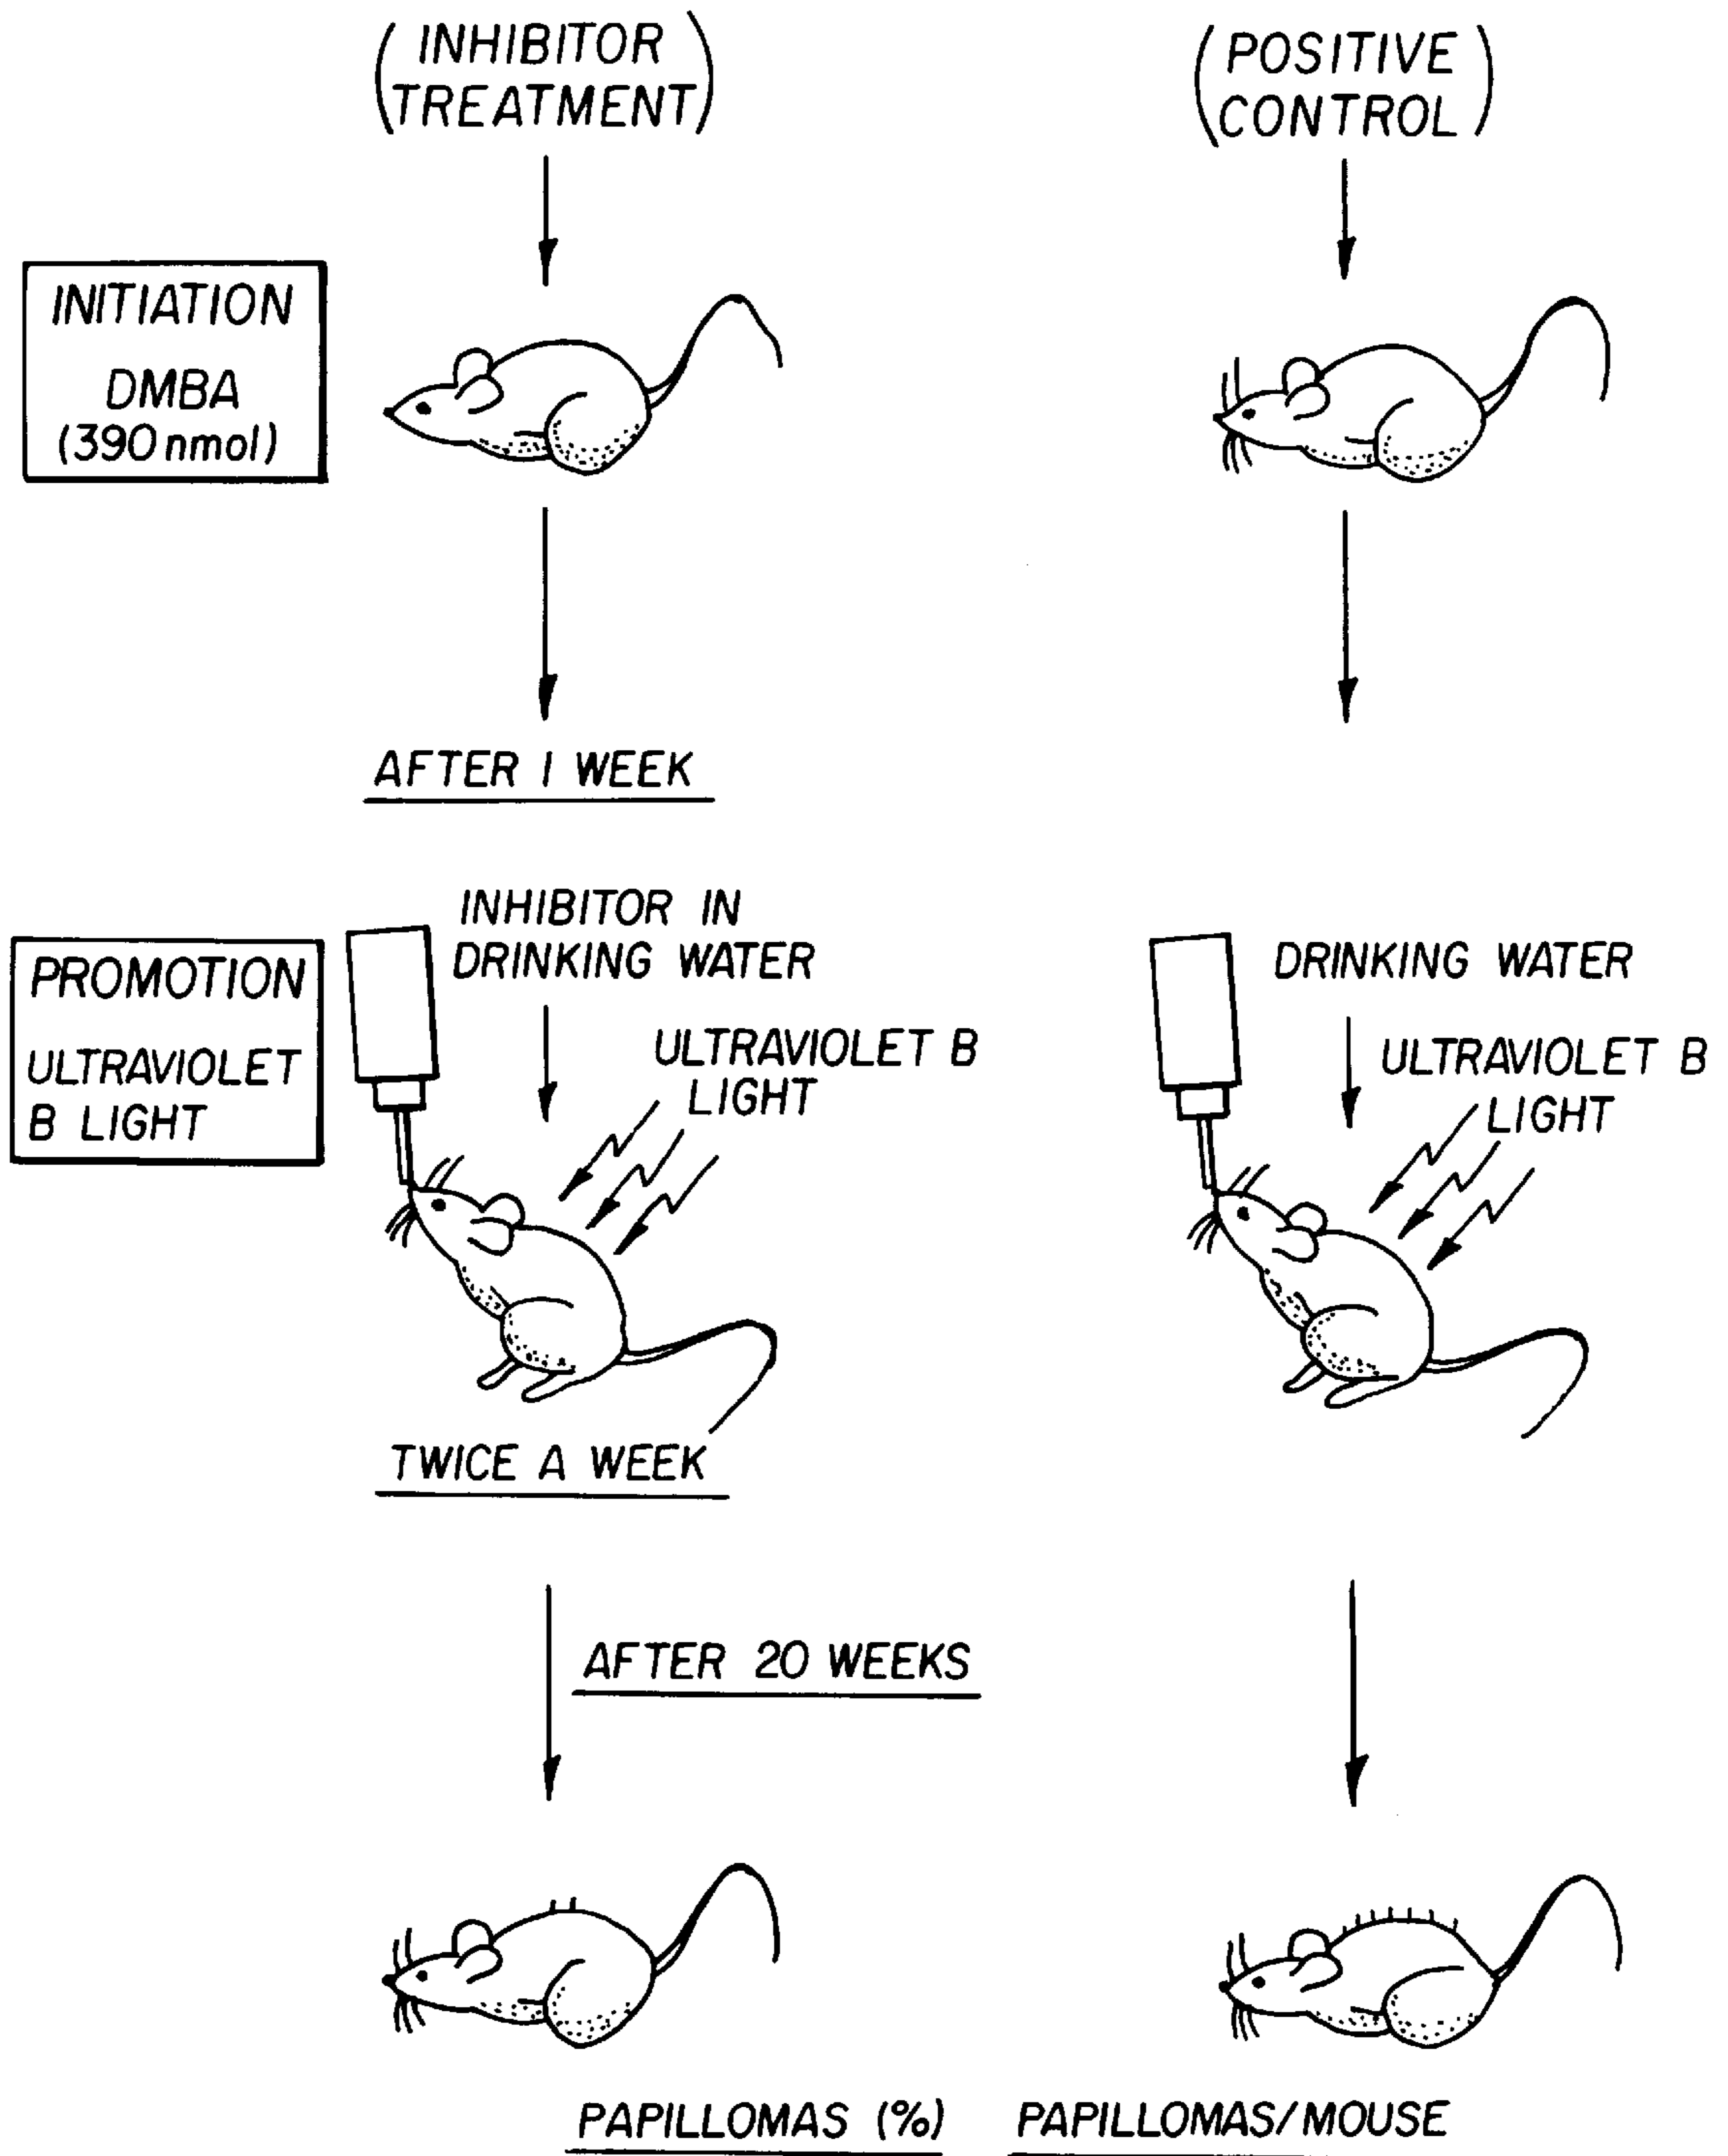 (INHIBITOR
TREATMENT)
(POSITIVE
CONTROL)
INITIATION
DMBA
(390 nmol)
AFTER 1 WEEK
PROMOTION
ULTRAVIOLET
B LIGHT
INHIBITOR IN
DRINKING WATER
ULTRAVIOLET B
LIGHT
DRINKING WATER
ULTRAVIOLET B
LIGHT
TWICE A WEEK
AFTER 20 WEEKS
PAPILLOMAS (%)
PAPILLOMAS/MOUSE